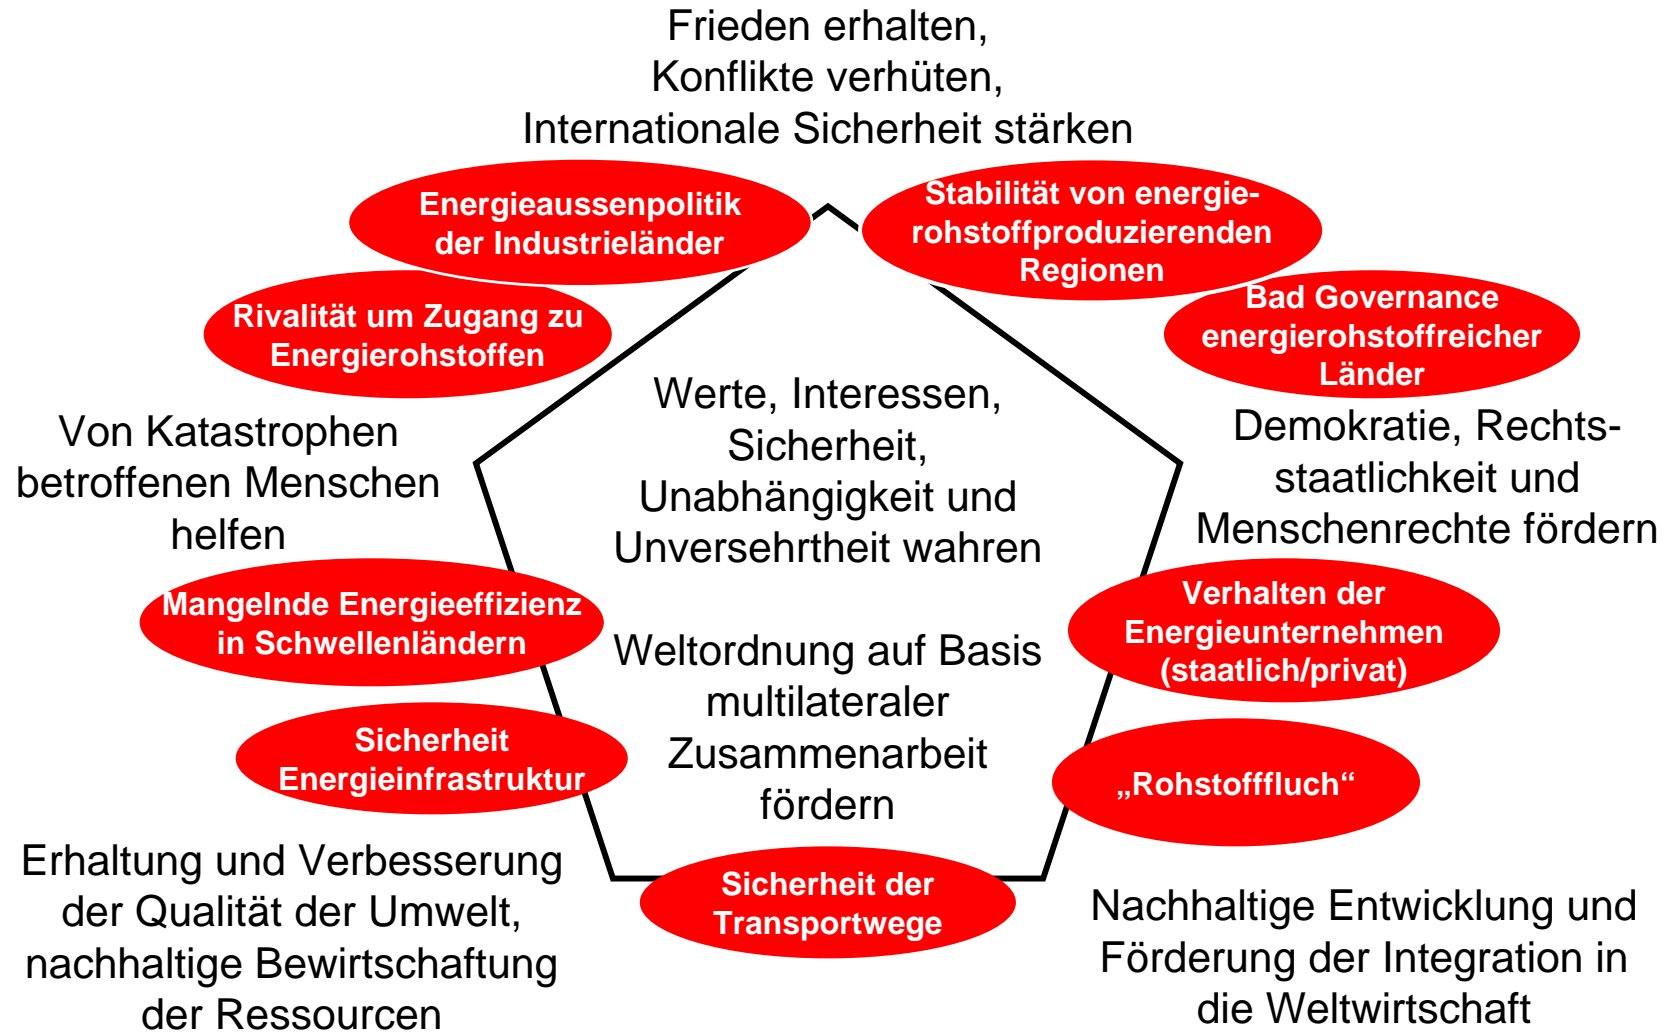 Frieden erhalten,
Konflikte verhüten,
Internationale Sicherheit stärken
Energieaussenpolitik
der Industrieländer
Stabilität von energie-
rohstoffproduzierenden
Regionen
Rivalität um Zugang zu
Energierohstoffen
Bad Governance
energierohstoffreicher
Länder
Werte, Interessen,
Sicherheit,
Unabhängigkeit und
Unversehrtheit wahren
Von Katastrophen
betroffenen Menschen
helfen
Demokratie, Rechts-
staatlichkeit und
Menschenrechte fördern
Mangelnde Energieeffizienz
in Schwellenländern
Verhalten der
Energieunternehmen
(staatlich/privat)
Weltordnung auf Basis
multilateraler
Zusammenarbeit
fördern
Sicherheit
Energieinfrastruktur
„Rohstofffluch“
Sicherheit der
Transportwege
Erhaltung und Verbesserung
der Qualität der Umwelt,
nachhaltige Bewirtschaftung
der Ressourcen
Nachhaltige Entwicklung und
Förderung der Integration in
die Weltwirtschaft